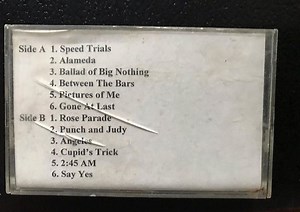 Side A 1. Speed Trials
2. Alameda
3. Ballad of Big Nothing
4. Between The Bars
5. Pictures of Me
6. Gone At Last
Side B 1. Rose Parade
2. Punch and Judy
3. Angeles
4. Cupid's Trick
5. 2:45 AM
6. Say Yes